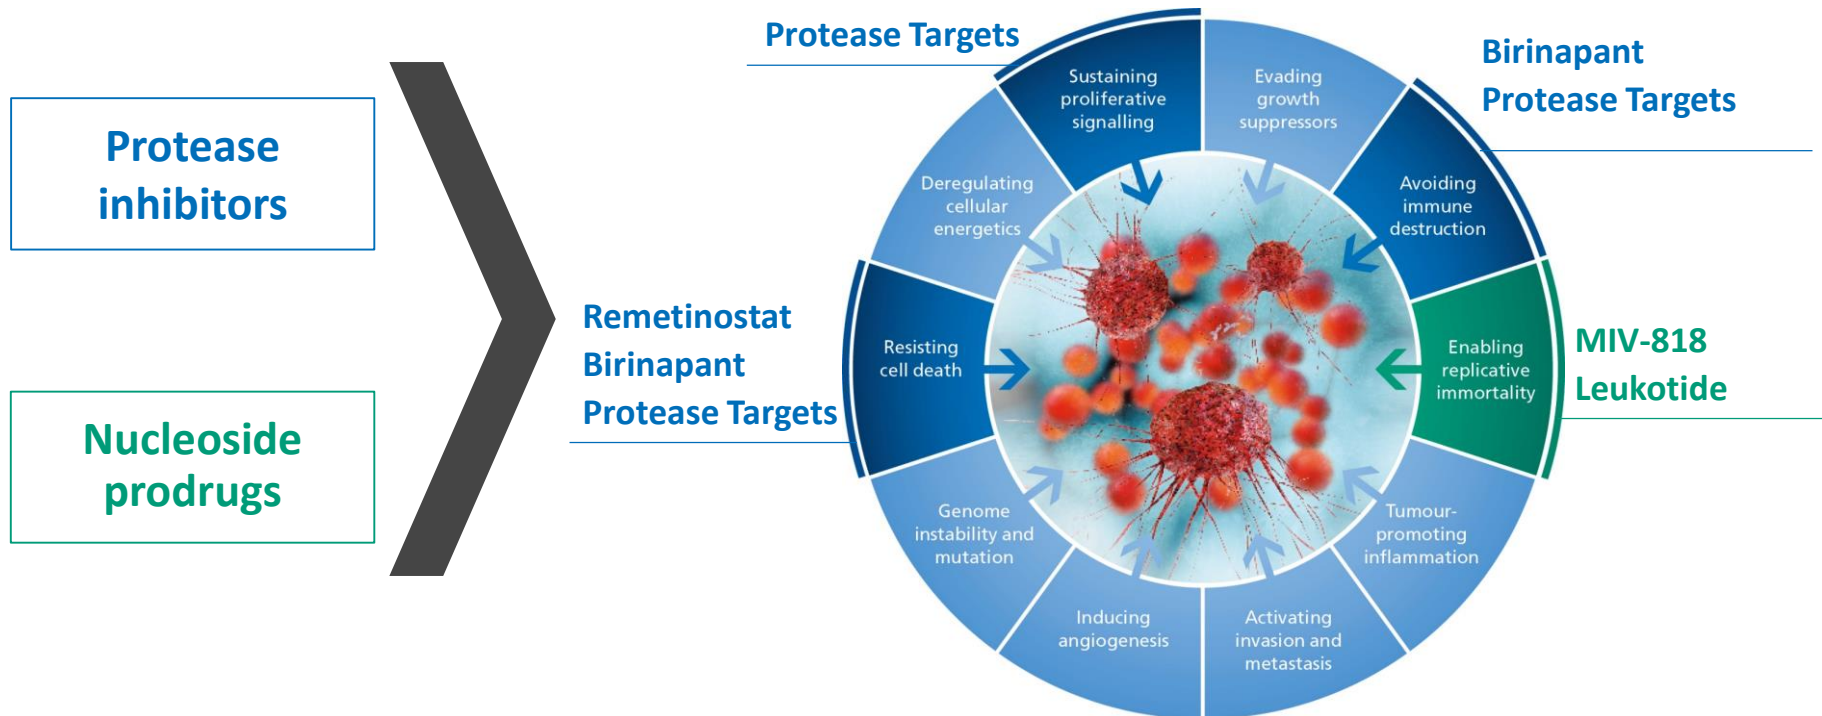 Protease
inhibitors
Nucleoside
prodrugs
Protease Targets
Birinapant
Protease Targets
Remetinostat
Birinapant
Protease Targets
MIV-818
Leukotide
Sustaining
proliferative
signalling
Evading
growth
suppressors
Avoiding
immune
destruction
Enabling
replicative
immortality
Tumour-
promoting
inflammation
Activating
invasion and
metastasis
Inducing
angiogenesis
Genome
instability and
mutation
Resisting
cell death
Deregulating
cellular
energetics